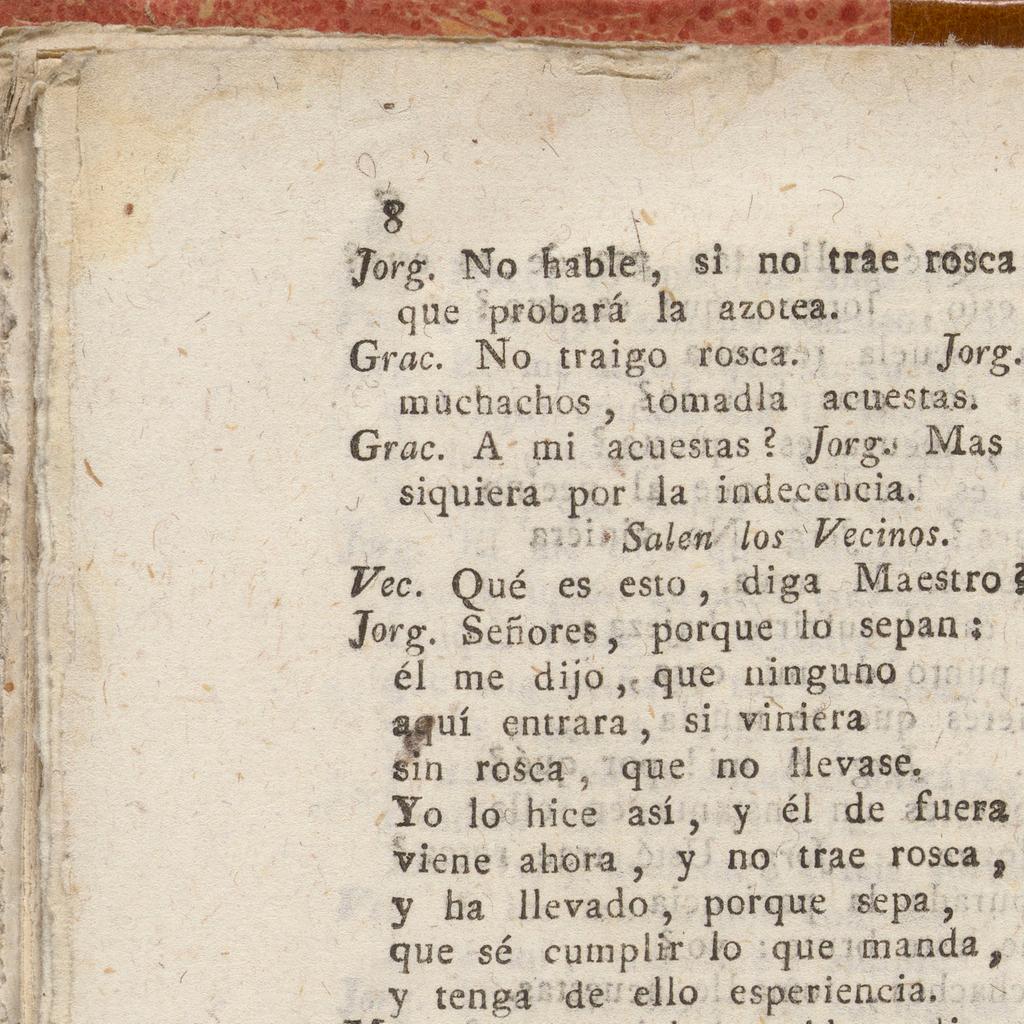 8
Jorg. No hable, si no trae rosca
que probará la azotea.
Grac. No traigo rosca. Jorg.
muchachos, tomadla acuestas.
Grac. A mi acuestas? Jorg. Mas
siquiera por la indecencia.
Salen los Vecinos.
Vec. Qué es esto, diga Maestro?
Jorg. Señores, porque lo sepan:
él me dijo, que ninguno
aquí entrara, si viniera
sin rosca, que no llevase.
Yo lo hice así, y él de fuera
viene ahora, y no trae rosca,
y ha llevado, porque sepa,
que sé cumplir lo que manda,
y tenga de ello esperiencia.